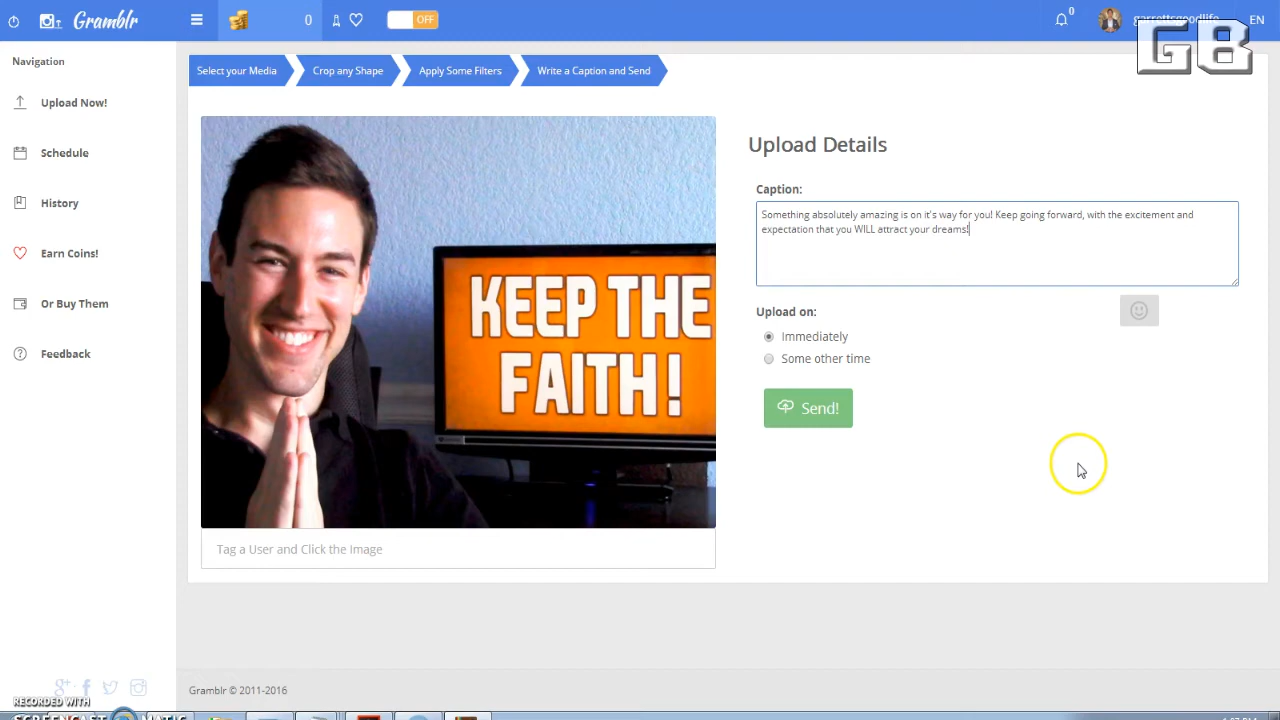 Gramblr 0 OFF 0 garrettsgoodlife EN
GB
Navigation
Upload Now!
Schedule
History
Earn Coins!
Or Buy Them
Feedback
Select your Media Crop any Shape Apply Some Filters Write a Caption and Send
KEEP THE
FAITH!
Tag a User and Click the Image
Upload Details
Caption:
Something absolutely amazing is on it's way for you! Keep going forward, with the excitement and
expectation that you WILL attract your dreams!
Upload on:
Immediately
Some other time
Send!
Gramblr © 2011-2016
RECORDED WITH
SCREENCAST MATIC